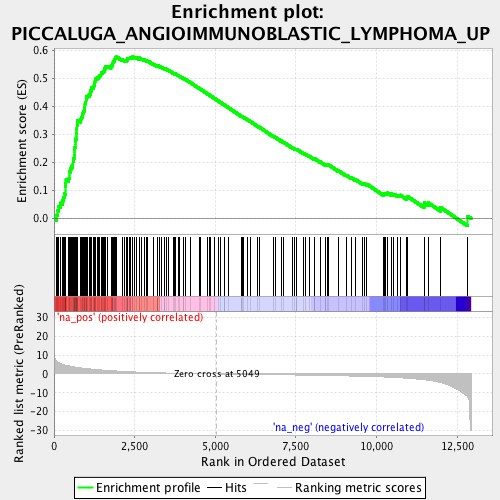 Enrichment plot:
PICCALUGA_ANGIOIMMUNOBLASTIC_LYMPHOMA_UP
Enrichment score (ES)
0.6
0.5
0.4
0.3
0.2
0.1
0.0
'na_pos' (positively correlated)
Ranked list metric (PreRanked)
30
20
10
0
-10
-20
-30
Zero cross at 5049
'na_neg' (negatively correlated)
0
2,500
5,000
7,500
10,000
12,500
Rank in Ordered Dataset
Enrichment profile
Hits
Ranking metric scores